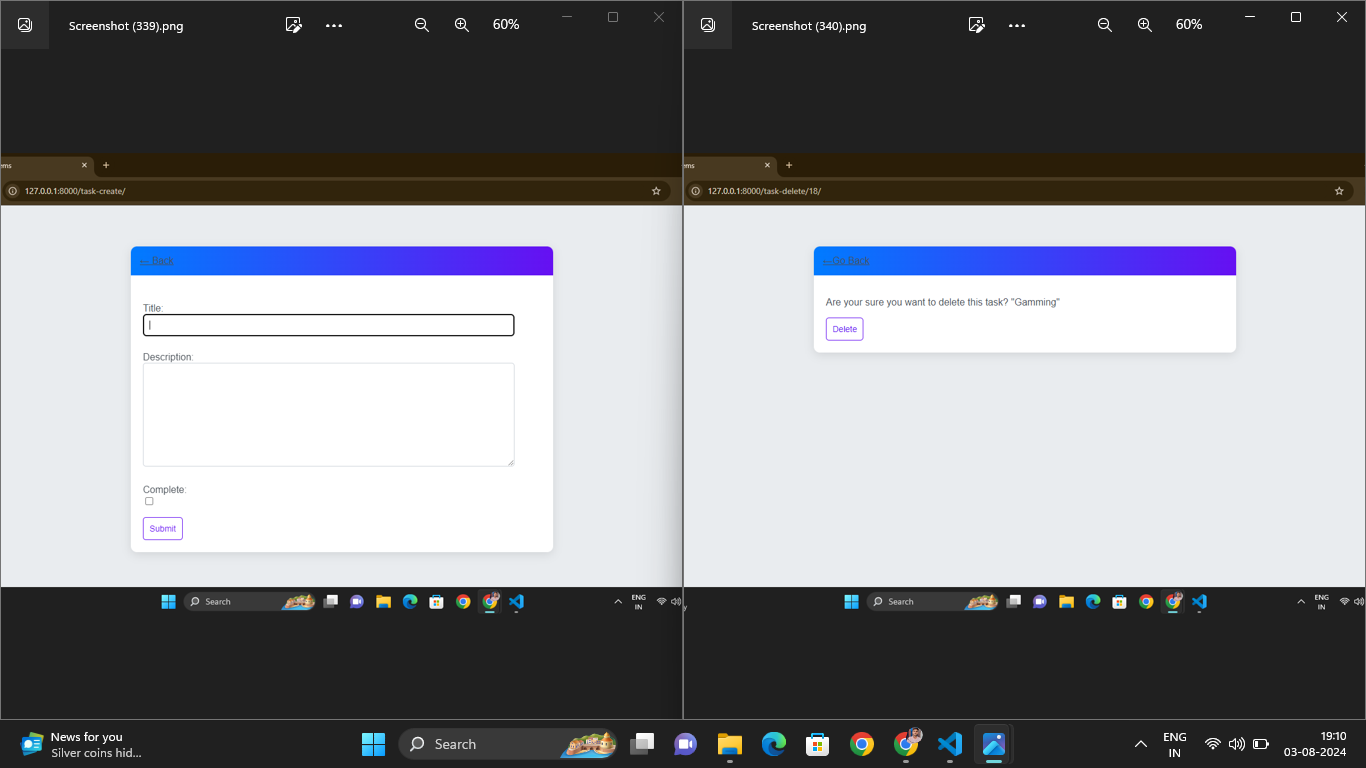 Screenshot (339).png
60%
ems
127.0.0.1:8000/task-create/
← Back
Title:
Description:
Complete:
Submit
Search
ENG
IN
Screenshot (340).png
60%
ems
127.0.0.1:8000/task-delete/18/
←Go Back
Are your sure you want to delete this task? "Gamming"
Delete
Search
ENG
IN
News for you
Silver coins hid...
Search
ENG
IN
19:10
03-08-2024